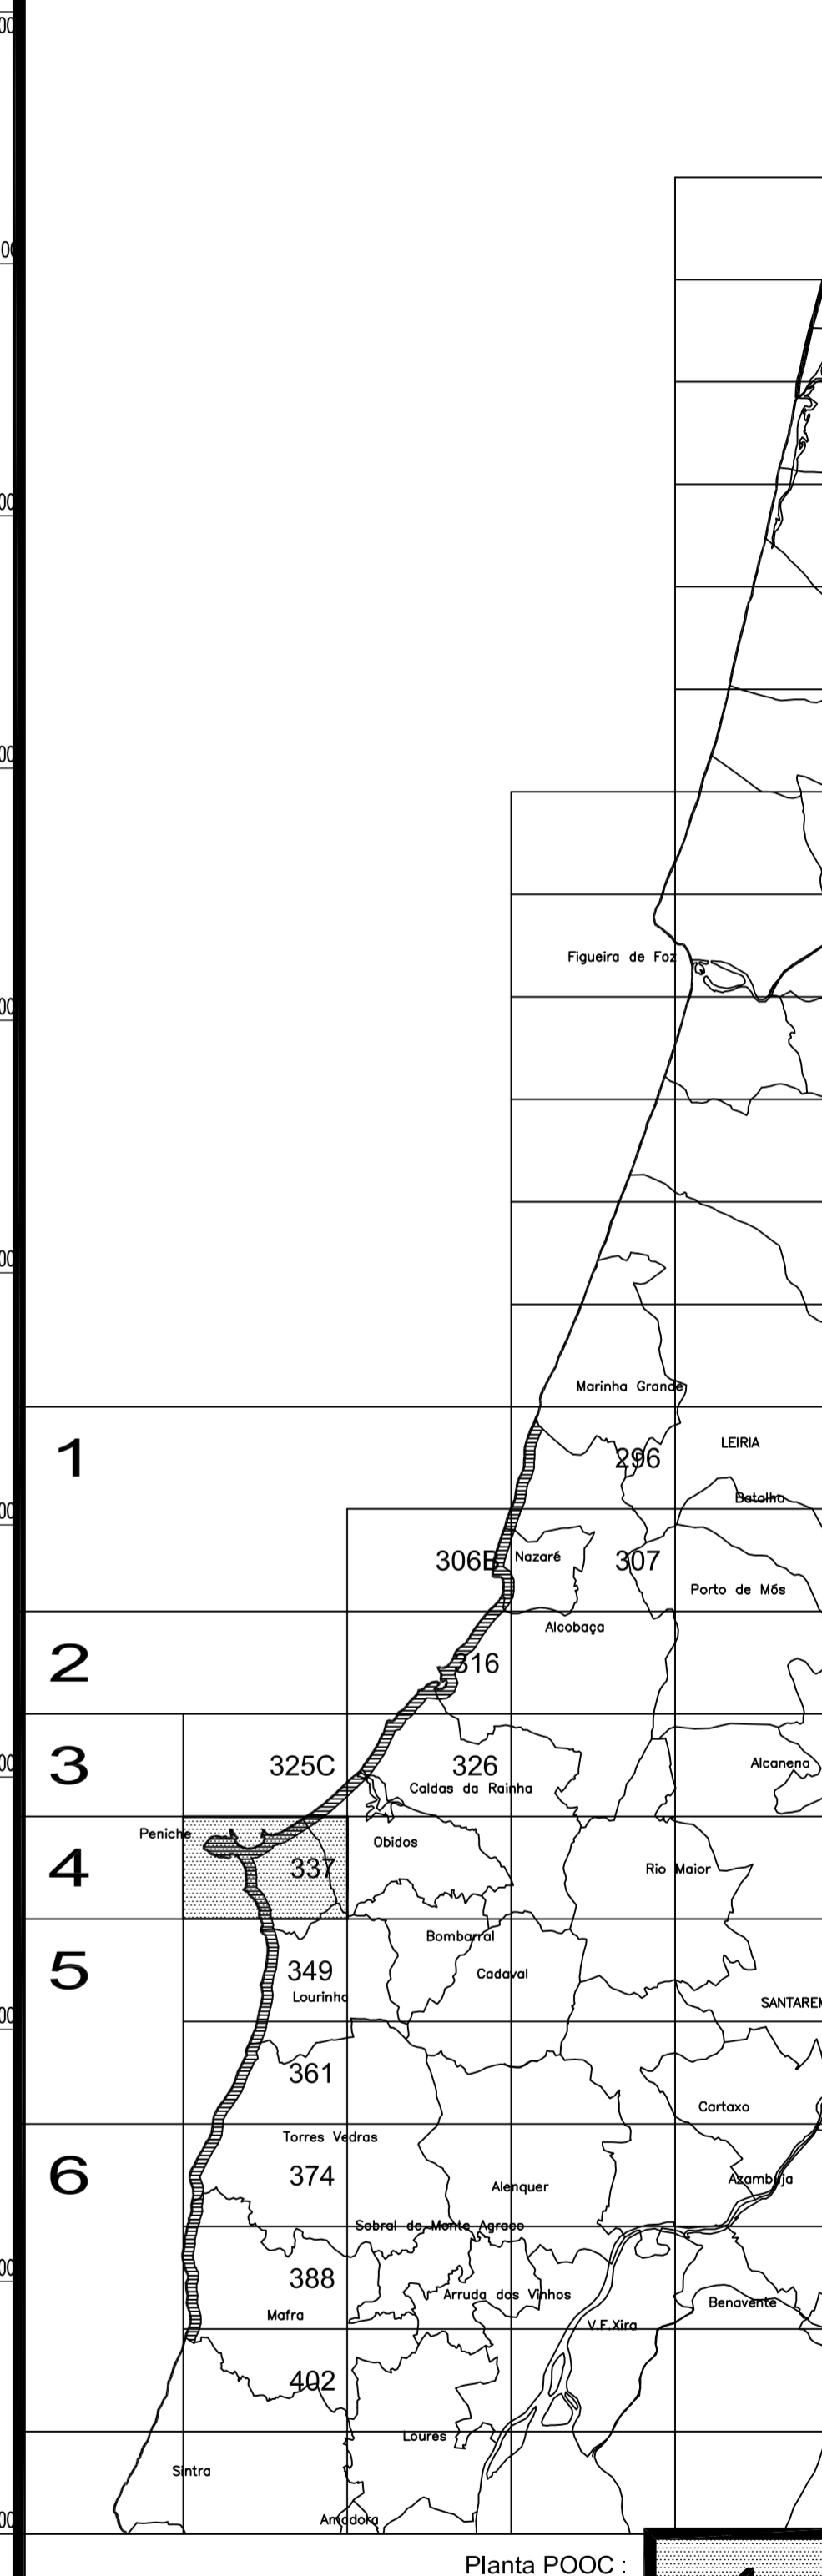 Figueira de Foz
Marinha Grande
1
296
LEIRIA
Batalha
306B
Nazaré
307
Porto de Mós
Alcobaça
2
316
3
325C
326
Alcanena
Caldas da Rainha
Peniche
Obidos
4
337
Rio Maior
Bombarral
5
349
Cadaval
Lourinha
SANTAREM
361
Cartaxo
Torres Vedras
6
374
Azambuja
Alenquer
Sobral de Monte Agraco
388
Arruda dos Vinhos
Benavente
Mafra
V.F.Xira
402
Loures
Sintra
Amadora
Planta POOC :